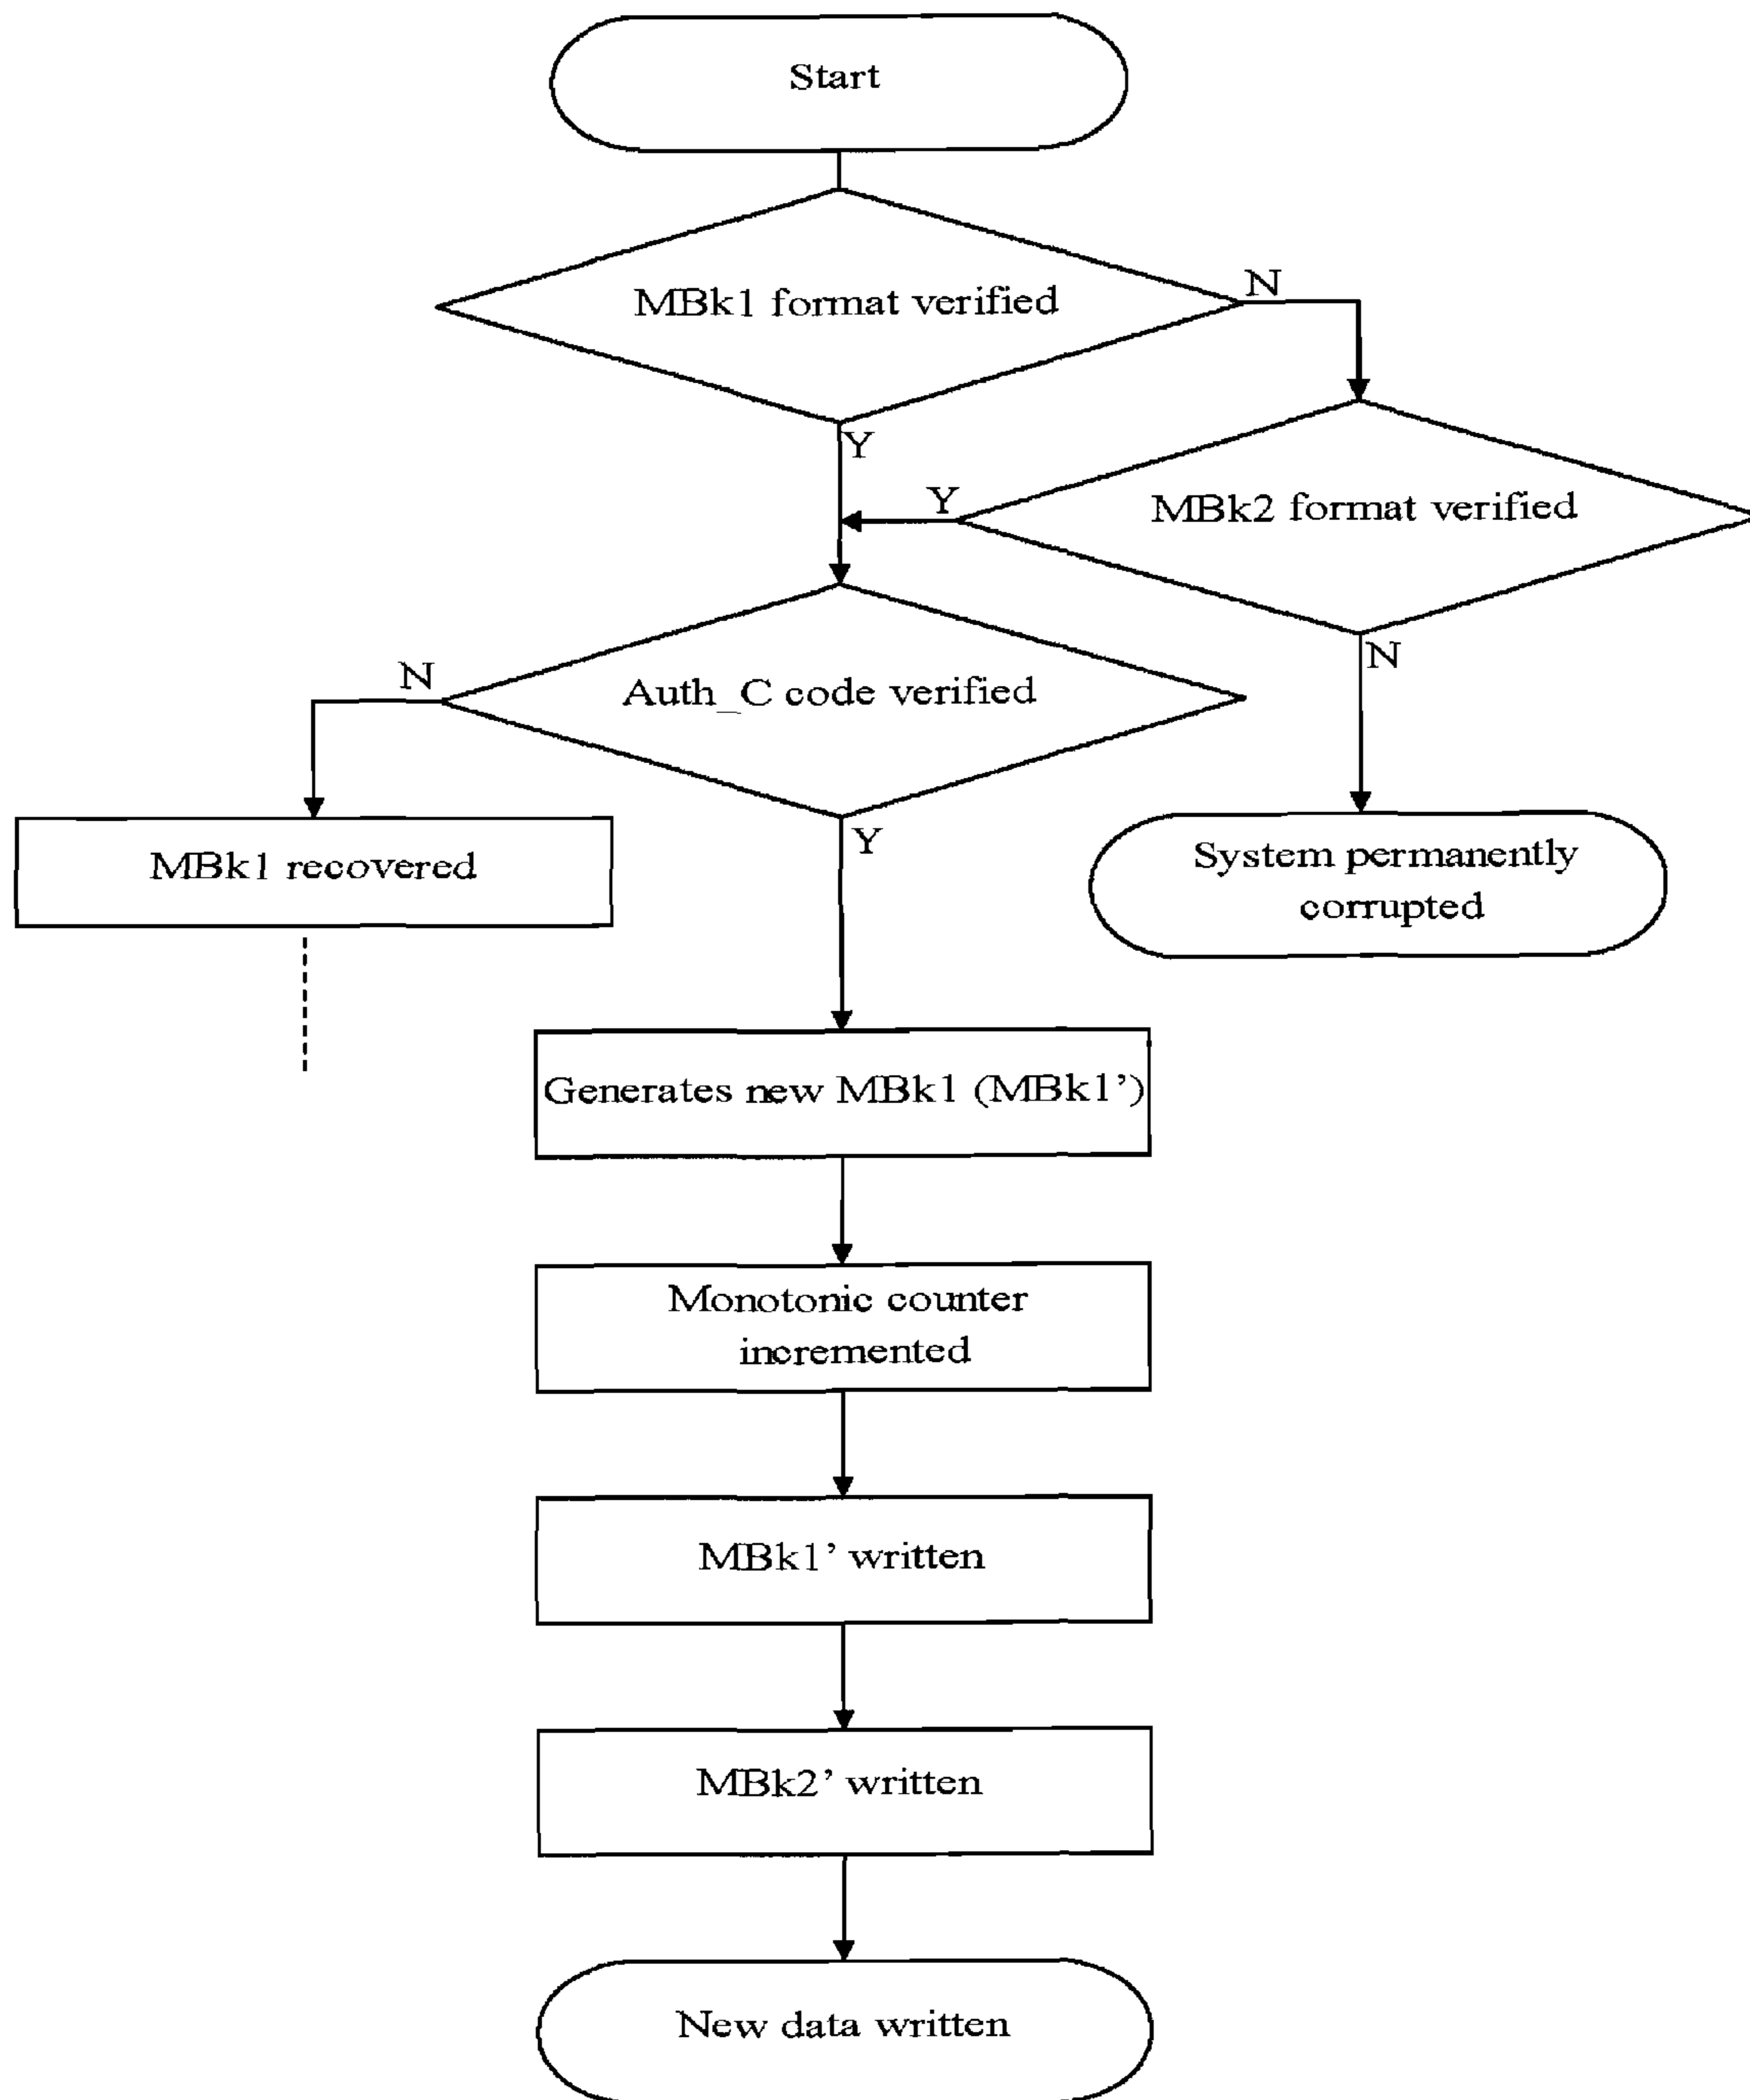 Start
MBk1 format verified
N
Y
Y
MBk2 format verified
N
N
Auth_C code verified
Y
MBk1 recovered
System permanently
corrupted
Generates new MBk1 (MBk1’)
Monotonic counter
incremented
MBk1’ written
MBk2’ written
New data written